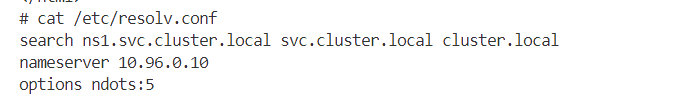 # cat /etc/resolv.conf
search ns1.svc.cluster.local svc.cluster.local cluster.local
nameserver 10.96.0.10
options ndots:5